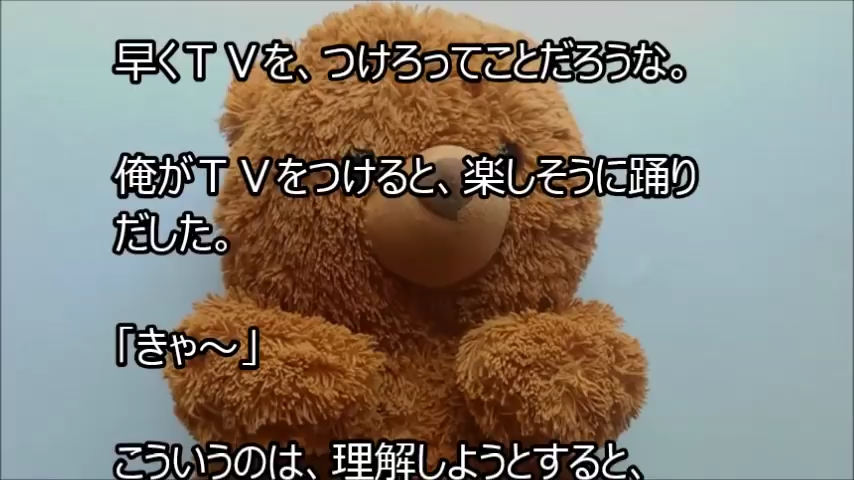 早くＴＶを、つけろってことだろうな。
俺がＴＶをつけると、楽しそうに踊り
だした。
「きゃ～」
こういうのは、理解しようとすると、